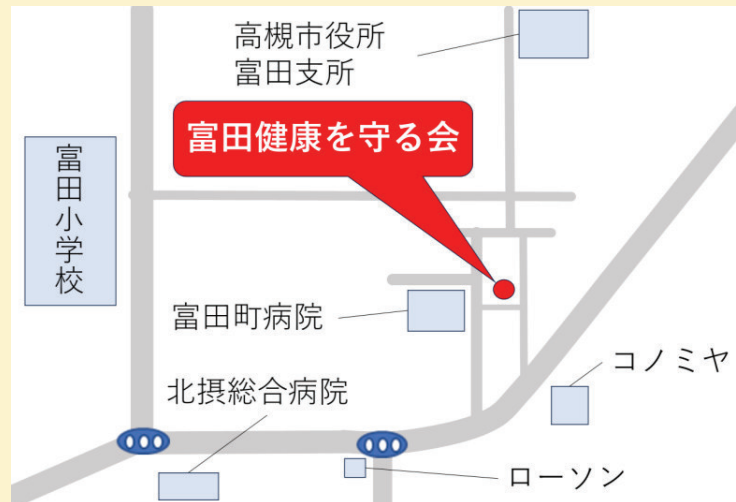 高槻市役所
富田支所
富田健康を守る会
富田小学校
富田町病院
コノミヤ
北摂総合病院
ローソン